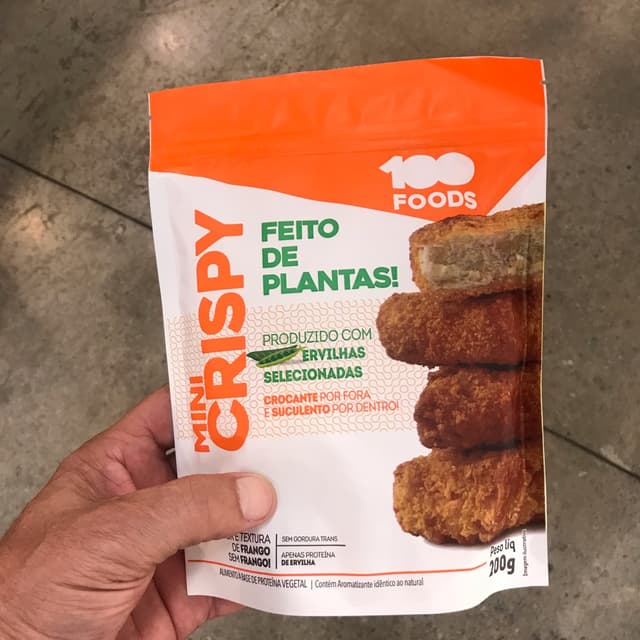 100
FOODS
MINI
CRISPY
FEITO
DE
PLANTAS!
PRODUZIDO COM
ERVILHAS
SELECIONADAS
CROCANTE POR FORA
E SUCULENTO POR DENTRO!
E TEXTURA
DE FRANGO
SEM FRANGO!
SEM GORDURA TRANS
APENAS PROTEÍNA
DE ERVILHA
ALIMENTO À BASE DE PROTEÍNA VEGETAL | Contém Aromatizante idêntico ao natural
Peso líq
200g
Imagem ilustrativa